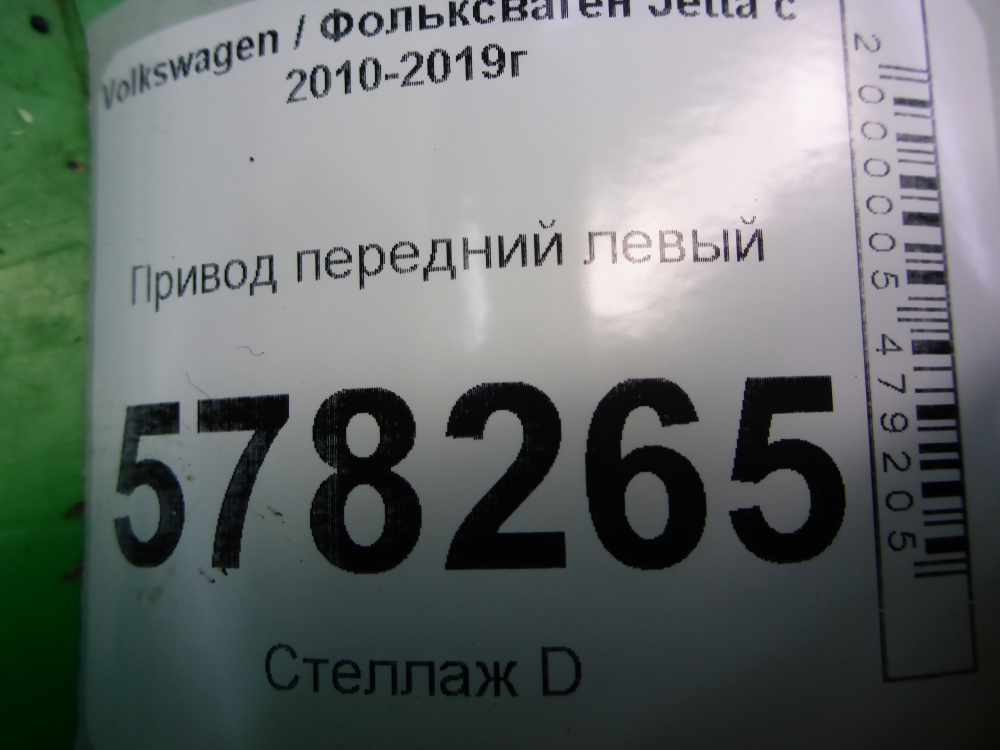 Volkswagen / Фольксваген Jetta с
2010-2019г
Привод передний левый
578265
Стеллаж D
2000005479205